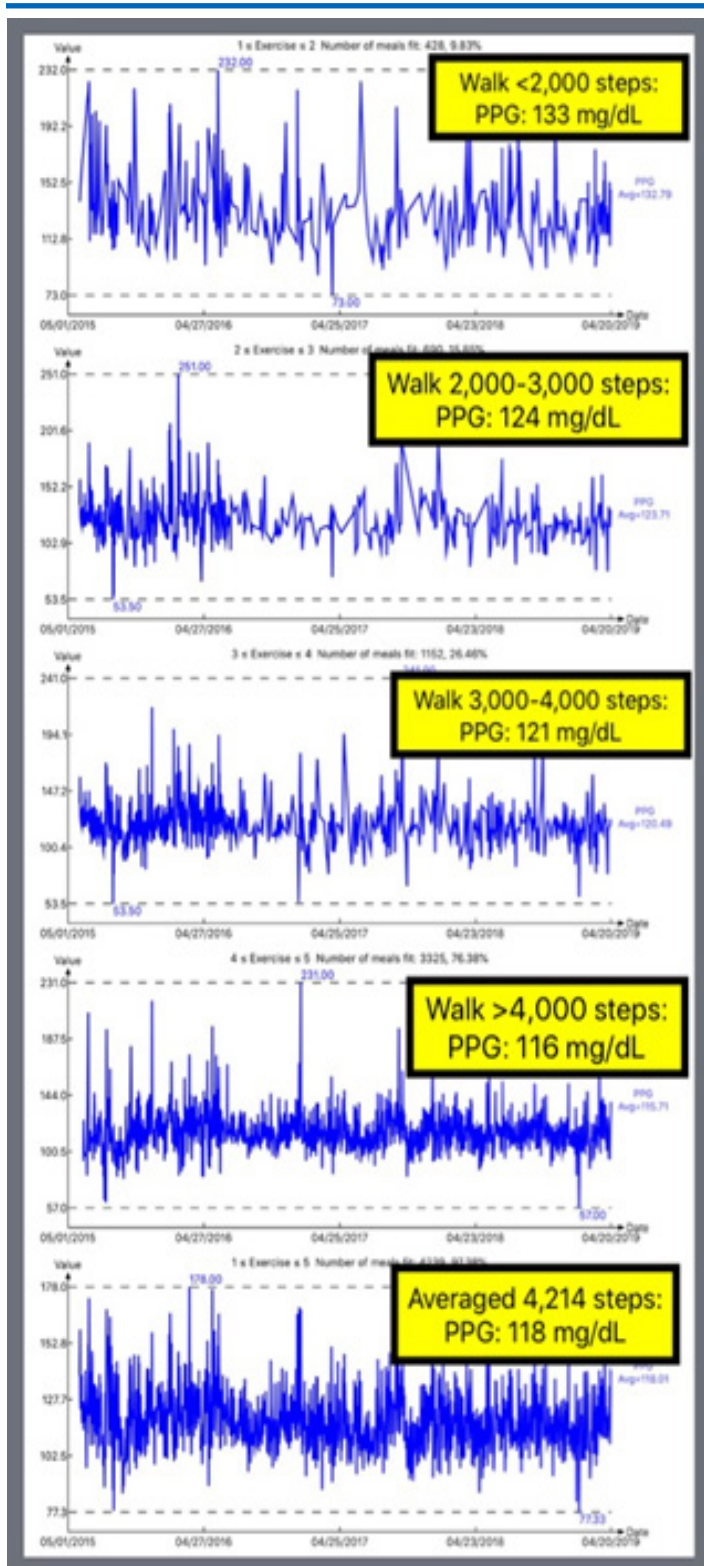 1 ≤ Exercise ≤ 2 Number of meals fit: 428, 9.83%
Value
232.00
232.0
Walk <2,000 steps:
PPG: 133 mg/dL
192.2
152.5
PPG
Avg=132.79
112.8
73.0
73.00
Date
05/01/2015 04/27/2016 04/25/2017 04/23/2018 04/20/2019
2 ≤ Exercise ≤ 3 Number of meals fit: 690, 15.85%
Value
251.00
251.0
Walk 2,000-3,000 steps:
PPG: 124 mg/dL
201.6
152.2
PPG
Avg=123.71
102.9
53.5
53.50
Date
05/01/2015 04/27/2016 04/25/2017 04/23/2018 04/20/2019
3 ≤ Exercise ≤ 4 Number of meals fit: 1152, 26.46%
Value
241.0
Walk 3,000-4,000 steps:
PPG: 121 mg/dL
194.1
147.2
PPG
Avg=120.49
100.4
53.5
53.50
Date
05/01/2015 04/27/2016 04/25/2017 04/23/2018 04/20/2019
4 ≤ Exercise ≤ 5 Number of meals fit: 3325, 76.38%
Value
231.00
231.0
Walk >4,000 steps:
PPG: 116 mg/dL
187.5
144.0
PPG
Avg=115.71
100.5
57.0
57.00
Date
05/01/2015 04/27/2016 04/25/2017 04/23/2018 04/20/2019
1 ≤ Exercise ≤ 5 Number of meals fit: 4239, 97.38%
Value
178.00
178.0
Averaged 4,214 steps:
PPG: 118 mg/dL
152.8
Avg=118.01
127.7
102.5
77.3
77.33
Date
05/01/2015 04/27/2016 04/25/2017 04/23/2018 04/20/2019